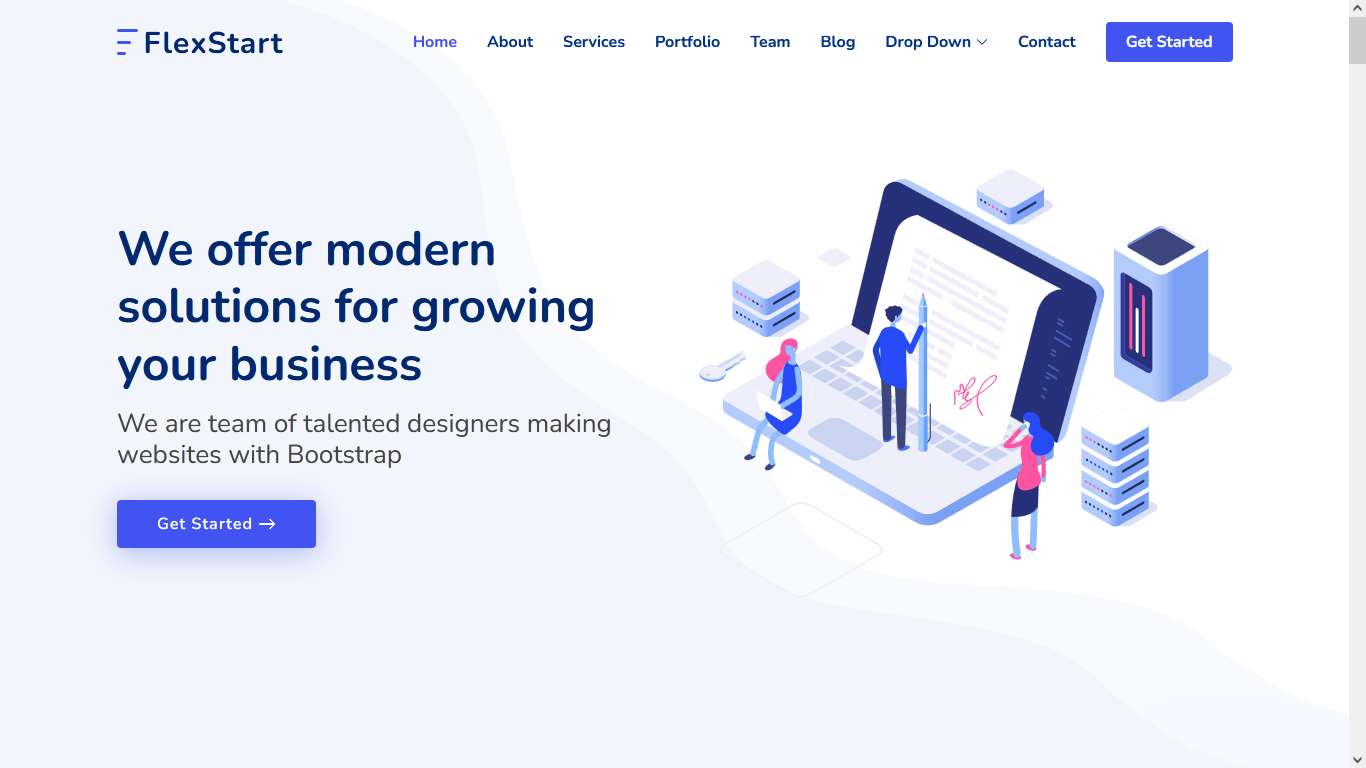 FlexStart
Home About Services Portfolio Team Blog Drop Down Contact Get Started
We offer modern
solutions for growing
your business
We are team of talented designers making
websites with Bootstrap
Get Started →